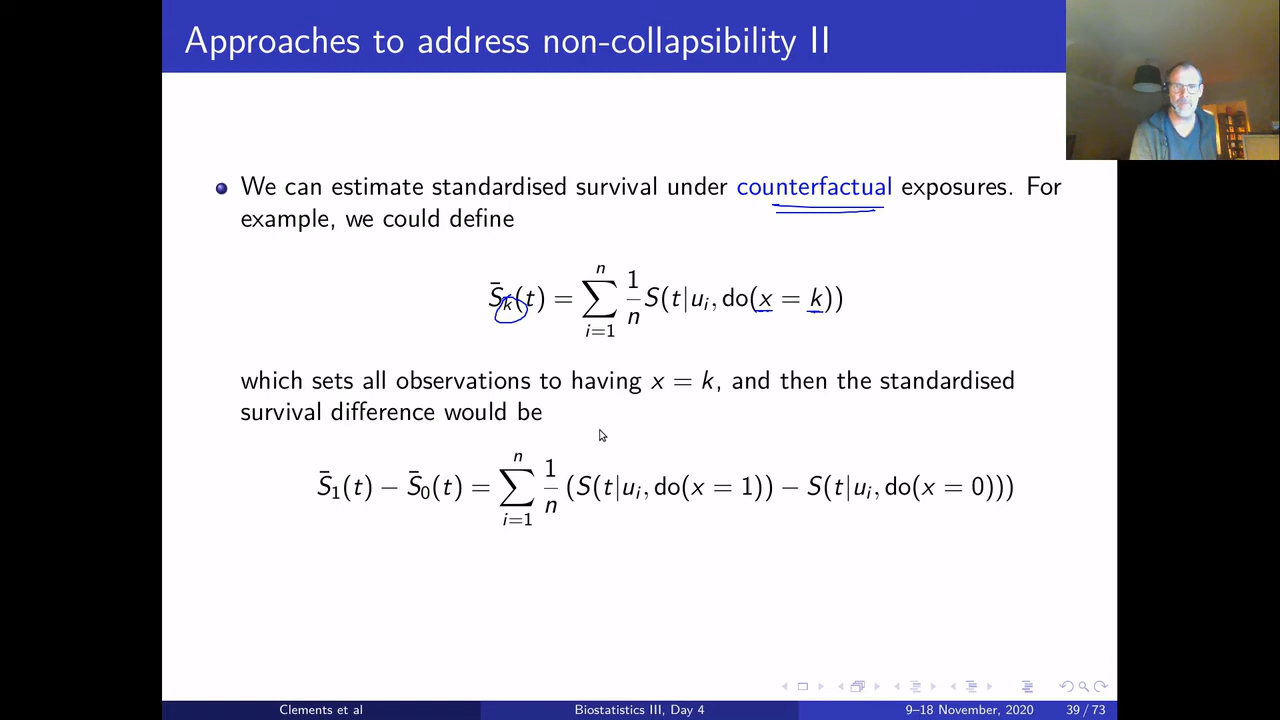 Approaches to address non-collapsibility II
We can estimate standardised survival under counterfactual exposures. For
example, we could define
S̄ₖ(t) = ∑ⁿᵢ₌₁ 1/n S(t|uᵢ, do(x = k))
which sets all observations to having x = k, and then the standardised
survival difference would be
S̄₁(t) − S̄₀(t) = ∑ⁿᵢ₌₁ 1/n (S(t|uᵢ, do(x = 1)) − S(t|uᵢ, do(x = 0)))
Clements et al
Biostatistics III, Day 4
9–18 November, 2020
39 / 73